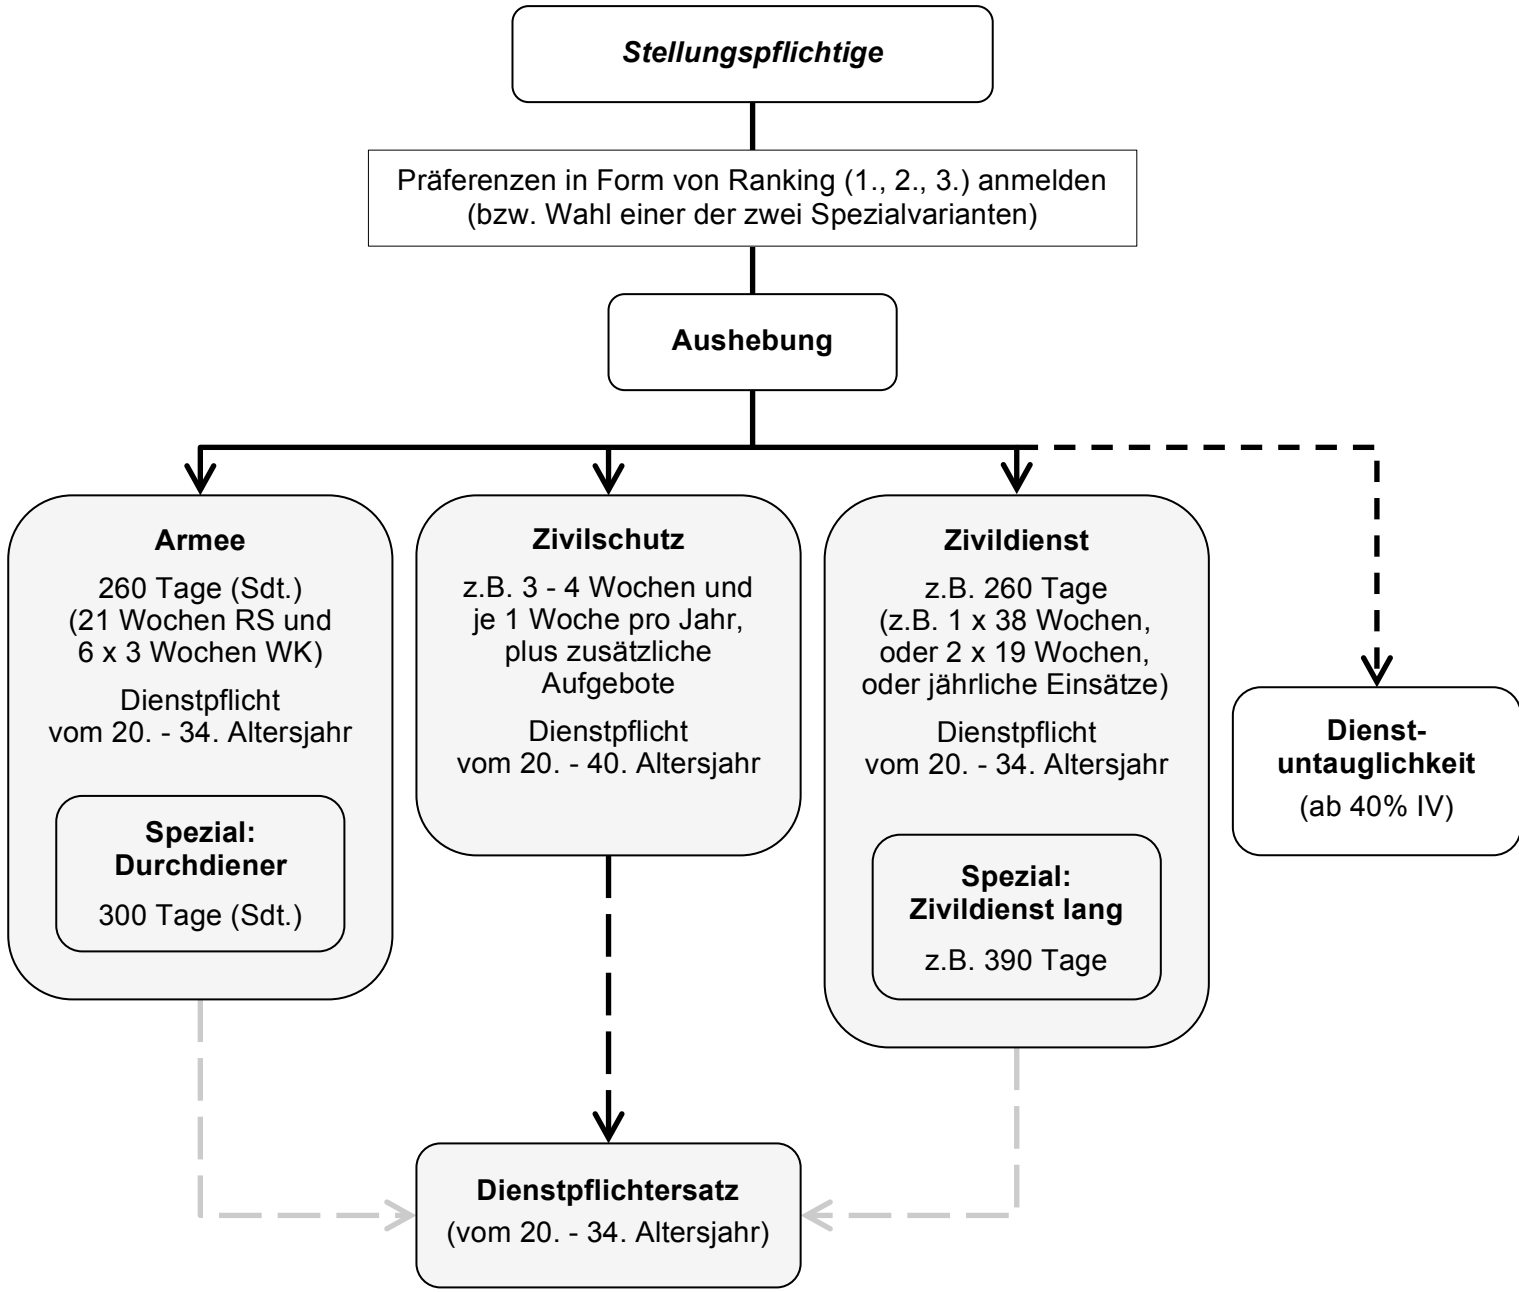 Stellungspflichtige
Präferenzen in Form von Ranking (1., 2., 3.) anmelden
(bzw. Wahl einer der zwei Spezialvarianten)
Aushebung
Armee
260 Tage (Sdt.)
(21 Wochen RS und
6 x 3 Wochen WK)
Dienstpflicht
vom 20. - 34. Altersjahr
Spezial:
Durchdiener
300 Tage (Sdt.)
Zivilschutz
z.B. 3 - 4 Wochen und
je 1 Woche pro Jahr,
plus zusätzliche
Aufgebote
Dienstpflicht
vom 20. - 40. Altersjahr
Zivildienst
z.B. 260 Tage
(z.B. 1 x 38 Wochen,
oder 2 x 19 Wochen,
oder jährliche Einsätze)
Dienstpflicht
vom 20. - 34. Altersjahr
Spezial:
Zivildienst lang
z.B. 390 Tage
Dienst-
untauglichkeit
(ab 40% IV)
Dienstpflichtersatz
(vom 20. - 34. Altersjahr)